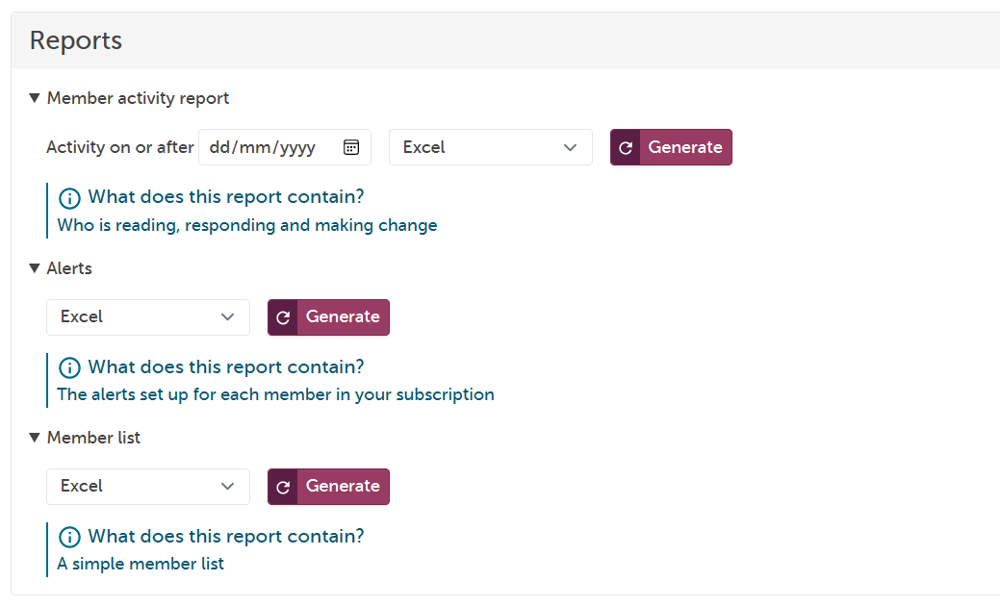 Reports
Member activity report
Activity on or after dd/mm/yyyy Excel Generate
What does this report contain?
Who is reading, responding and making change
Alerts
Excel Generate
What does this report contain?
The alerts set up for each member in your subscription
Member list
Excel Generate
What does this report contain?
A simple member list